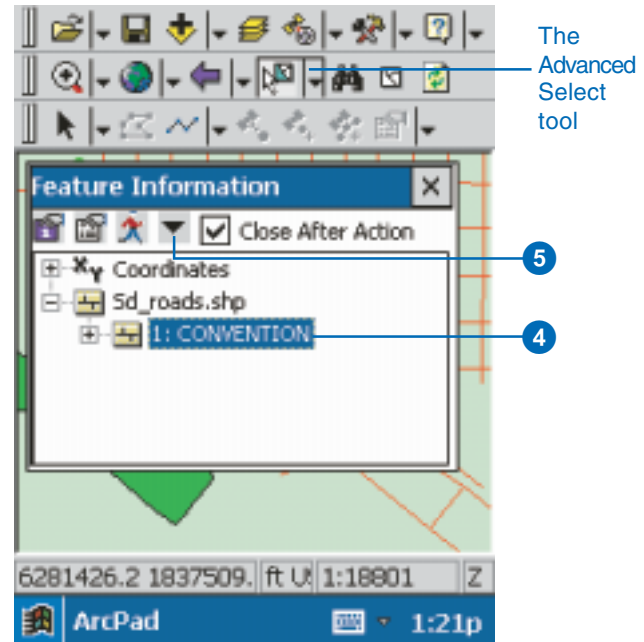 The
Advanced
Select
tool
Feature Information
Close After Action
5
Coordinates
Sd_roads.shp
1: CONVENTION
4
6281426.2 1837509. ft U 1:18801 Z
ArcPad 1:21p